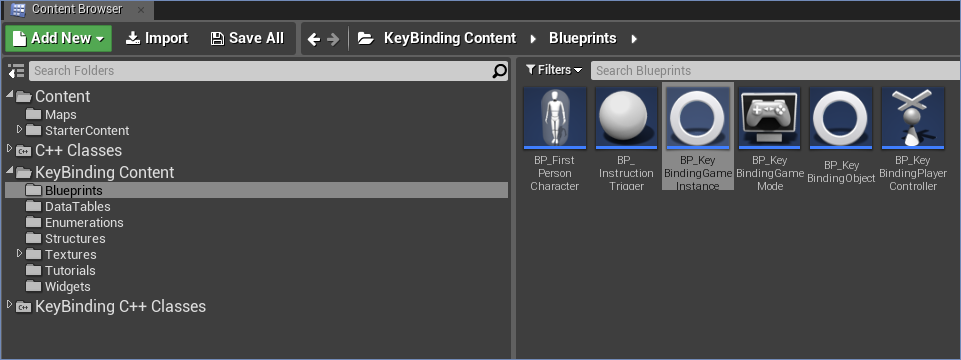 Content Browser
Add New
Import
Save All
KeyBinding Content
Blueprints
Search Folders
Filters
Search Blueprints
Content
Maps
StarterContent
C++ Classes
KeyBinding Content
Blueprints
DataTables
Enumerations
Structures
Textures
Tutorials
Widgets
KeyBinding C++ Classes
BP_First
Person
Character
BP_
Instruction
Trigger
BP_Key
BindingGame
Instance
BP_Key
BindingGame
Mode
BP_Key
BindingObject
BP_Key
BindingPlayer
Controller